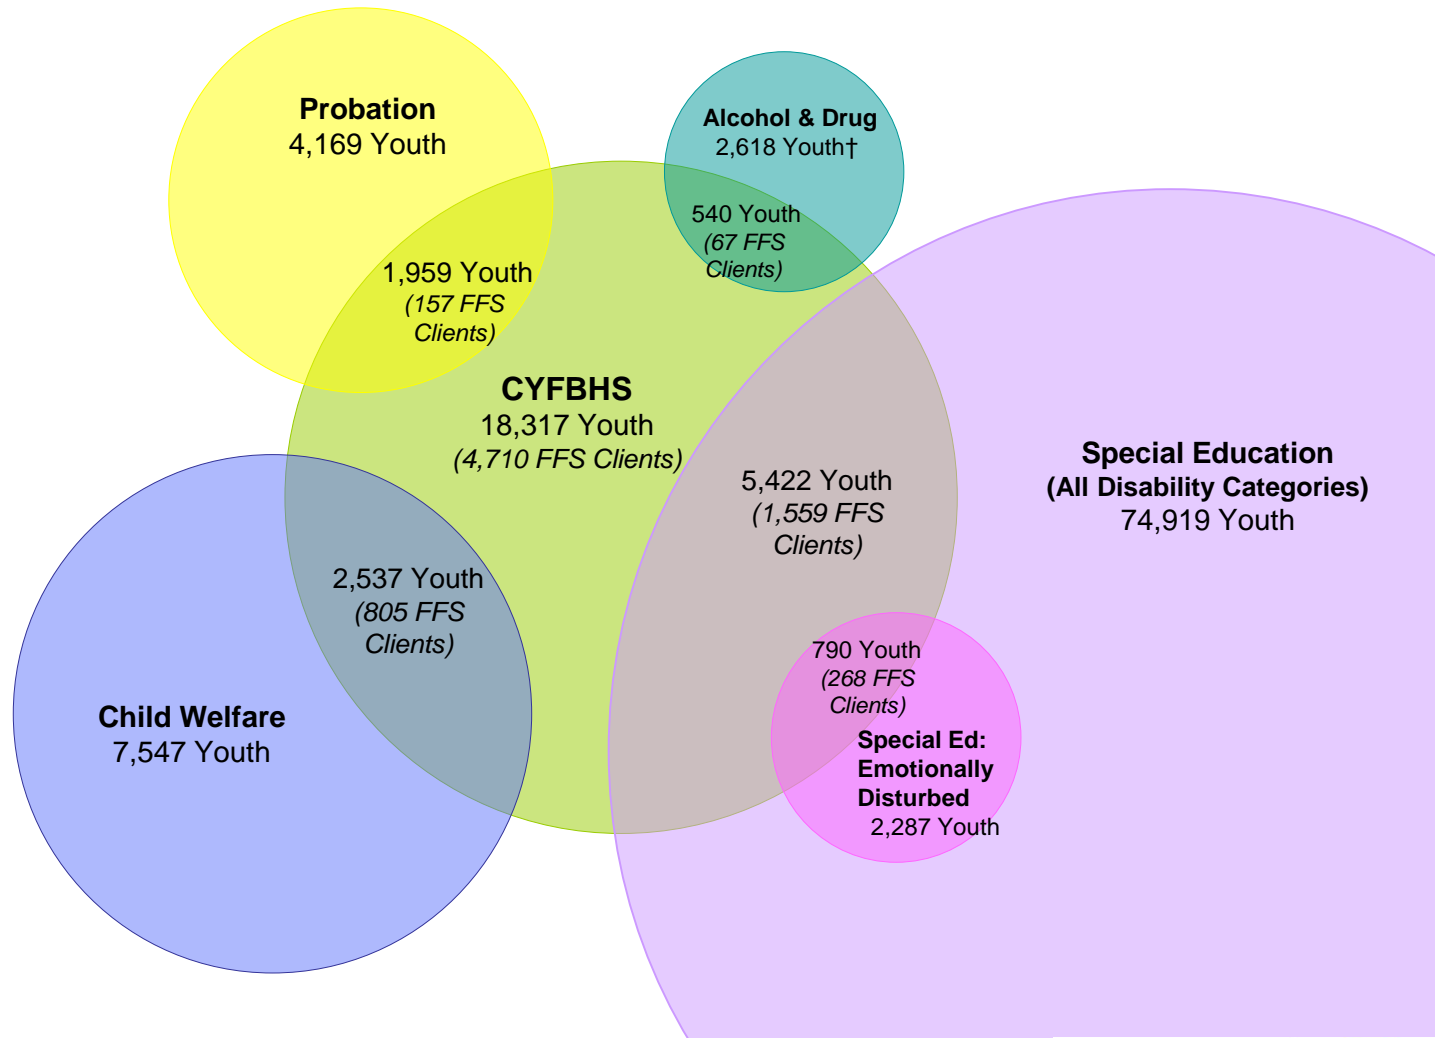 Probation
4,169 Youth
Alcohol & Drug
2,618 Youth†
540 Youth
(67 FFS
Clients)
1,959 Youth
(157 FFS
Clients)
CYFBHS
18,317 Youth
(4,710 FFS Clients)
5,422 Youth
(1,559 FFS
Clients)
Special Education
(All Disability Categories)
74,919 Youth
2,537 Youth
(805 FFS
Clients)
Child Welfare
7,547 Youth
790 Youth
(268 FFS
Clients)
Special Ed:
Emotionally
Disturbed
2,287 Youth